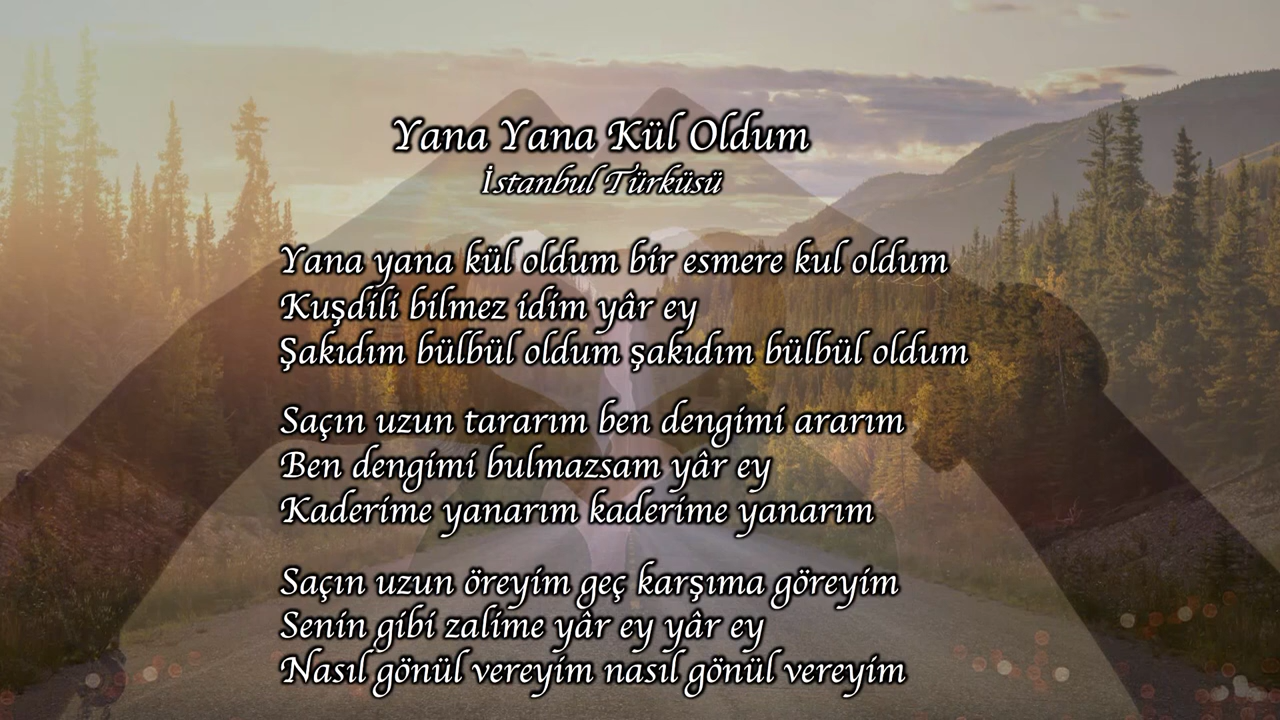 Yana Yana Kül Oldum
İstanbul Türküsü
Yana yana kül oldum bir esmere kul oldum
Kuşdili bilmez idim yâr ey
Şakıdım bülbül oldum şakıdım bülbül oldum
Saçın uzun tararım ben dengimi ararım
Ben dengimi bulmazsam yâr ey
Kaderime yanarım kaderime yanarım
Saçın uzun öreyim geç karşıma göreyim
Senin gibi zalime yâr ey yâr ey
Nasıl gönül vereyim nasıl gönül vereyim